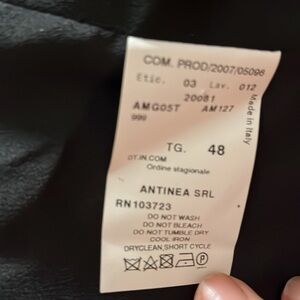 COM. PROD/2007/05096
Etic. 03 Lav. 012
20081
AMG05T AM127
999
Made in Italy
TG. 48
DT.IN.COM
Ordine stagionale
ANTINEA SRL
RN103723
DO NOT WASH
DO NOT BLEACH
DO NOT TUMBLE DRY
COOL IRON
DRYCLEAN,SHORT CYCLE
P